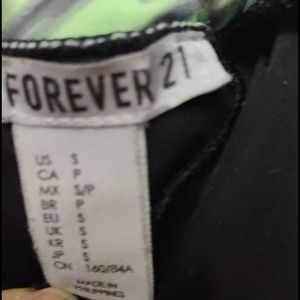 FOREVER 21
US S
CA P
MX S/P
BR P
EU S
UK S
KR S
JP S
CN 160/84A
MADE IN
PHILIPPINES